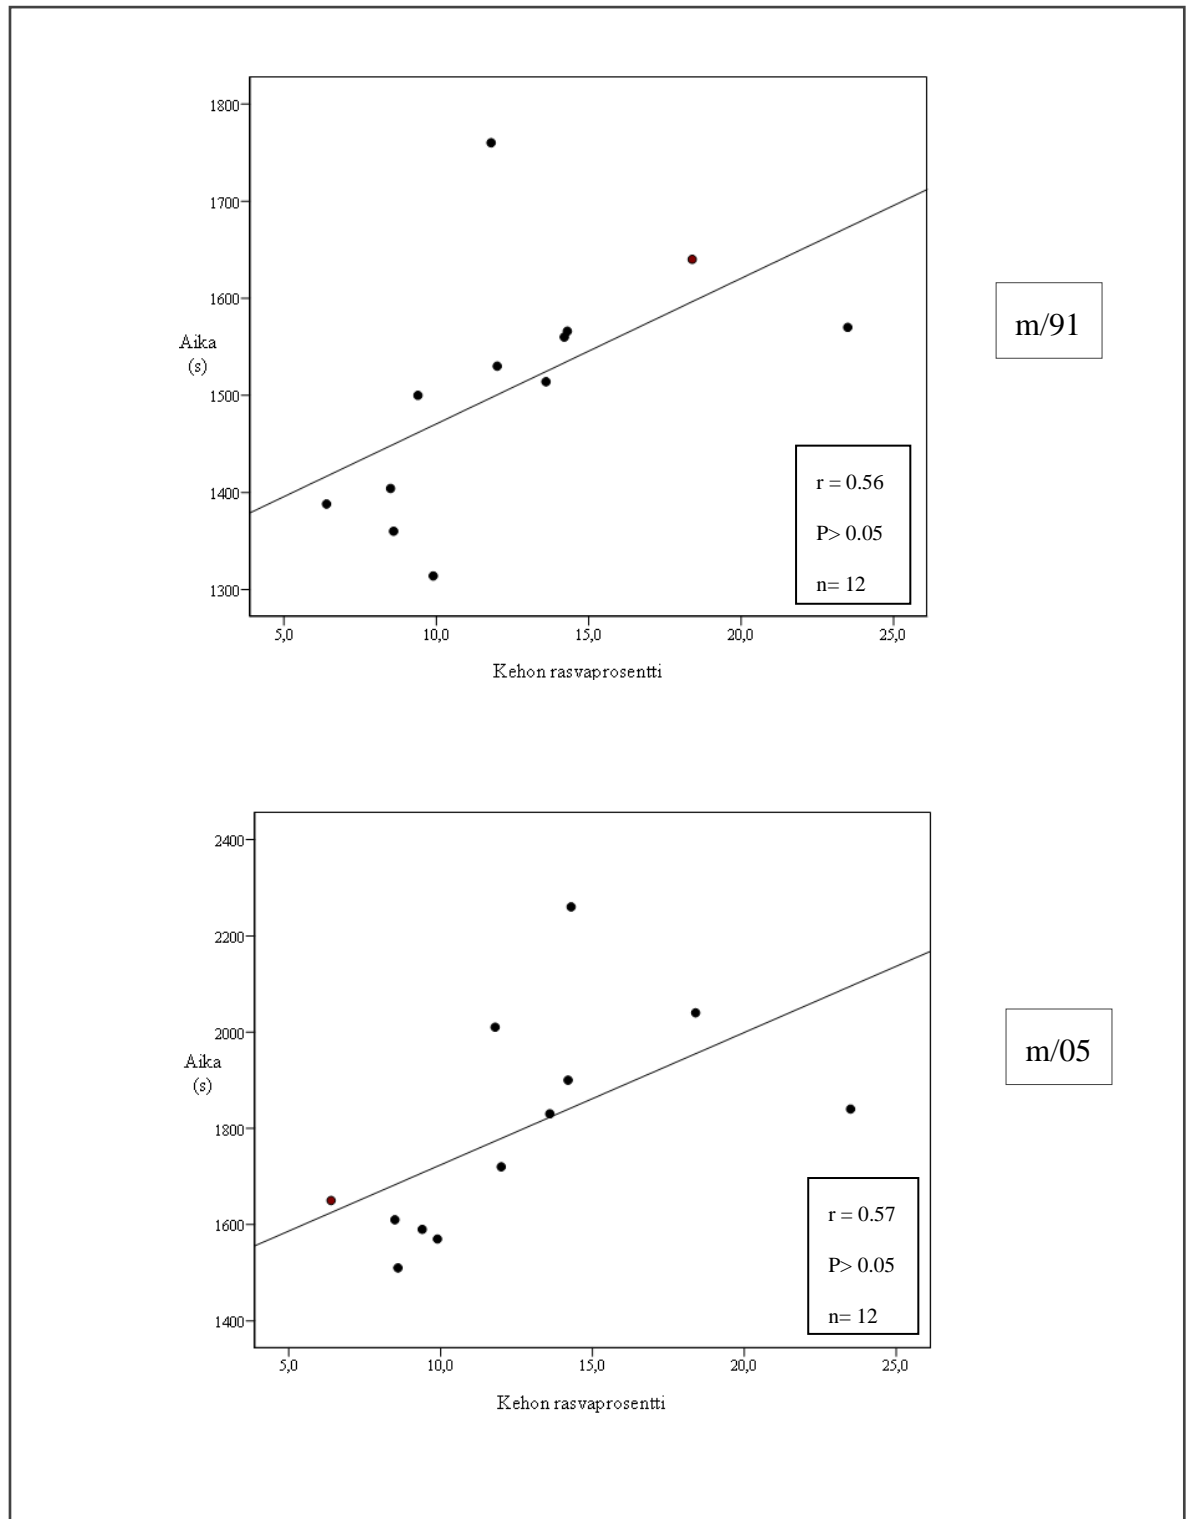 1800
1700
1600
1500
1400
1300
Aika
(s)
m/91
r = 0.56
P> 0.05
n= 12
5,0 10,0 15,0 20,0 25,0
Kehon rasvaprosentti
2400
2200
2000
1800
1600
1400
Aika
(s)
m/05
r = 0.57
P> 0.05
n= 12
5,0 10,0 15,0 20,0 25,0
Kehon rasvaprosentti